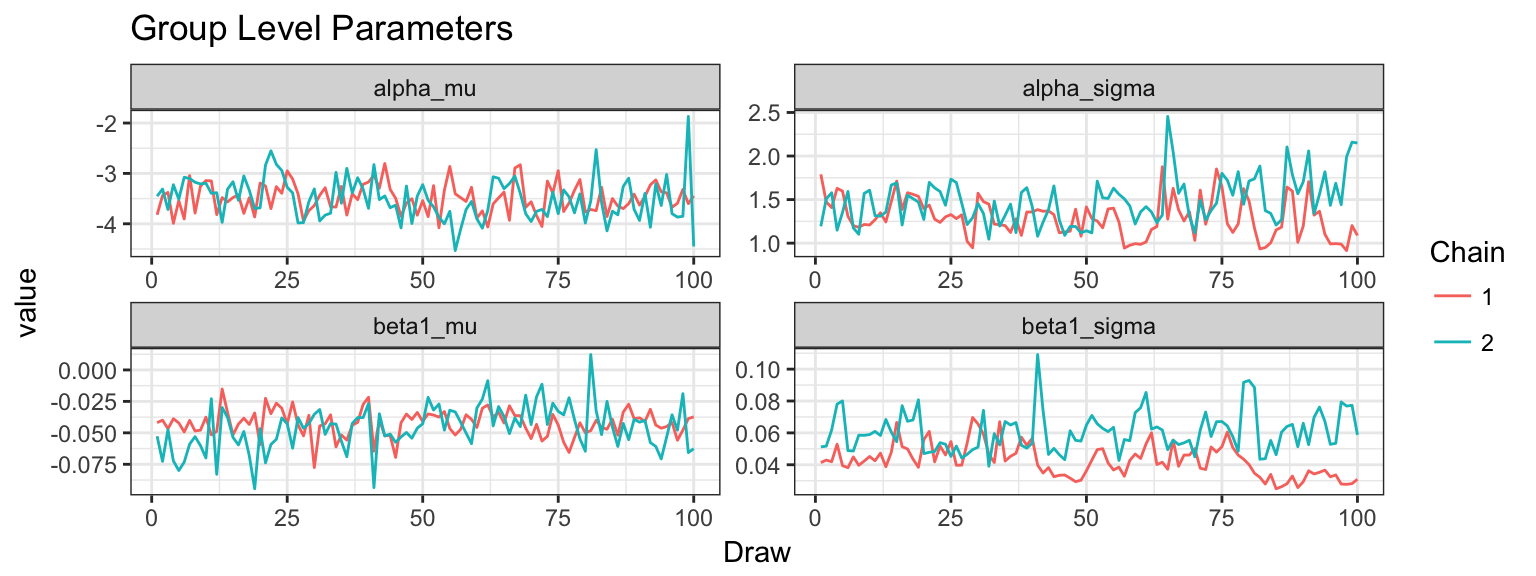 Group Level Parameters
alpha_mu
alpha_sigma
-2
-3
-4
2.5
2.0
1.5
1.0
0 25 50 75 100
0 25 50 75 100
value
beta1_mu
beta1_sigma
0.000
-0.025
-0.050
-0.075
0.10
0.08
0.06
0.04
0 25 50 75 100
0 25 50 75 100
Draw
Chain
1
2